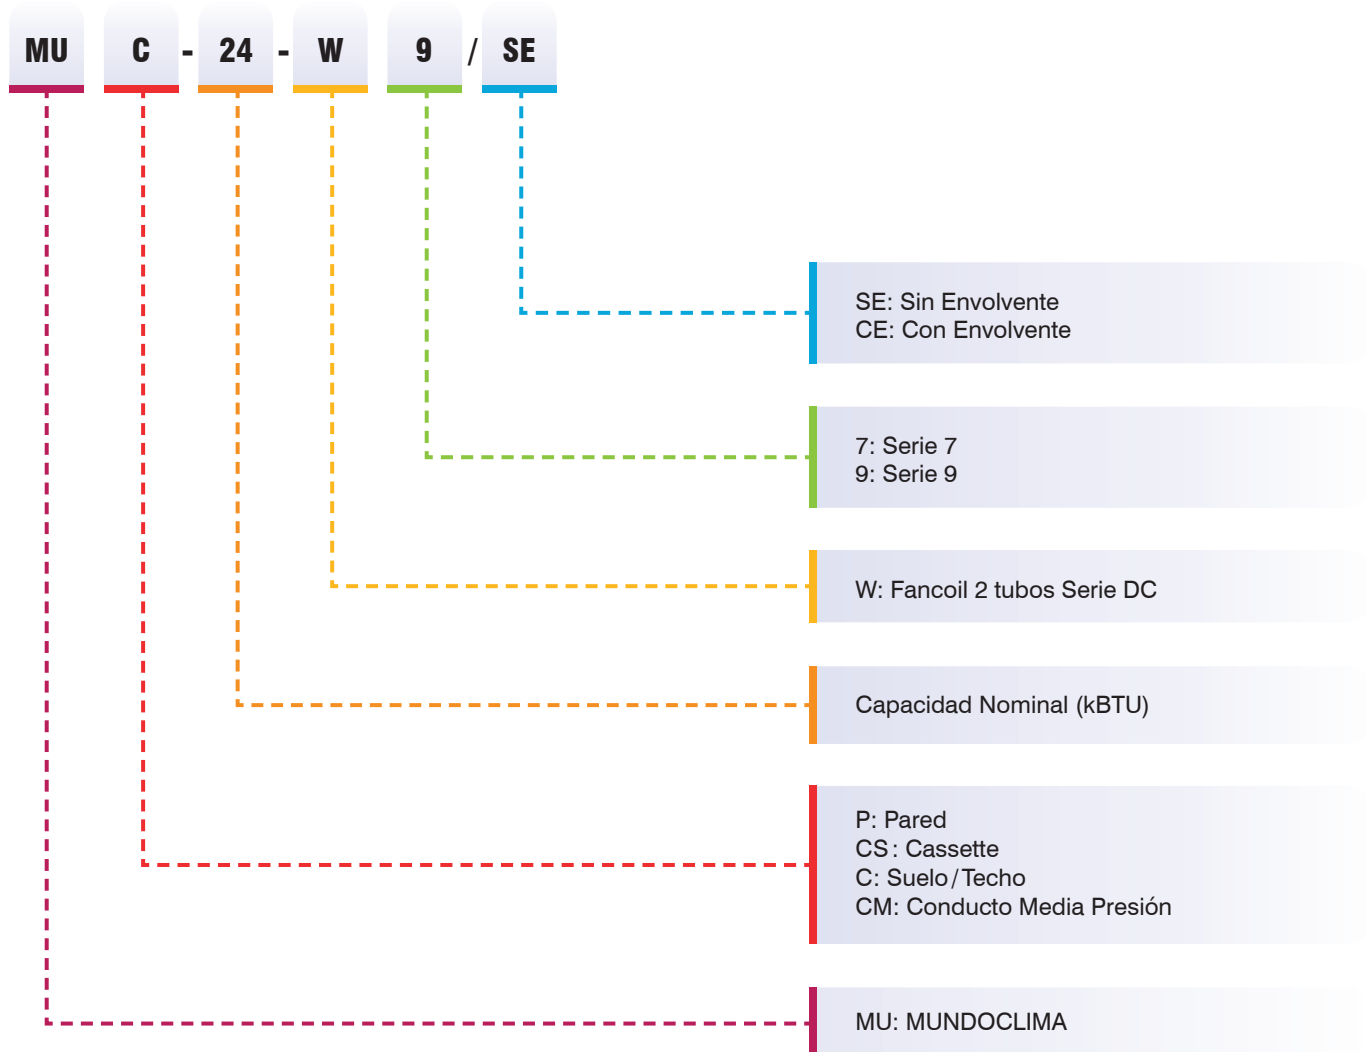 MU C - 24 - W 9 / SE
SE: Sin Envolvente
CE: Con Envolvente
7: Serie 7
9: Serie 9
W: Fancoil 2 tubos Serie DC
Capacidad Nominal (kBTU)
P: Pared
CS: Cassette
C: Suelo/Techo
CM: Conducto Media Presión
MU: MUNDOCLIMA